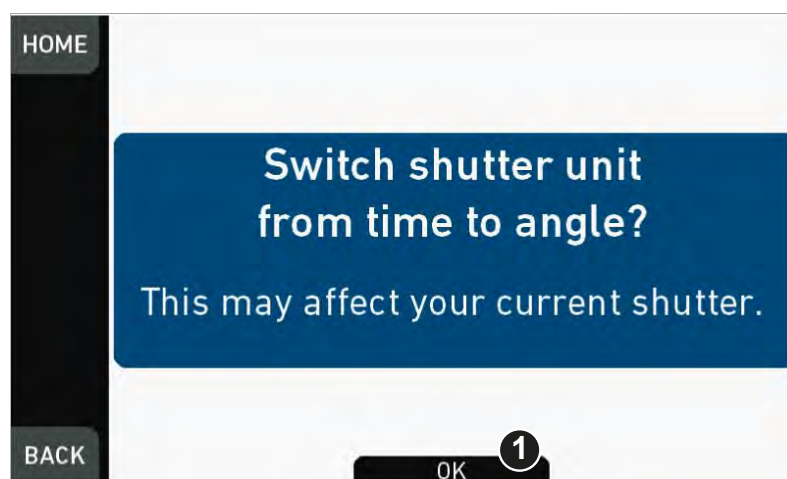 HOME
Switch shutter unit
from time to angle?
This may affect your current shutter.
BACK
1
OK